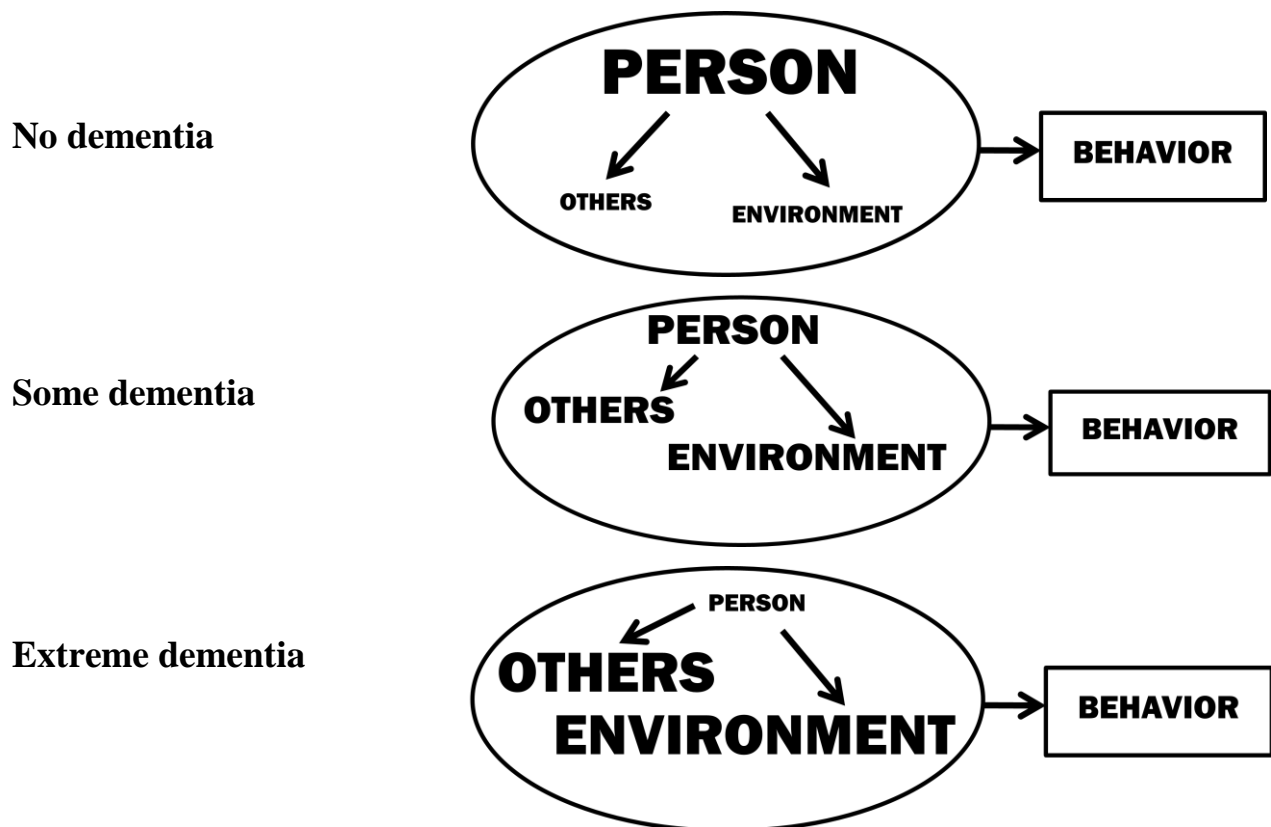 PERSON
No dementia
BEHAVIOR
OTHERS
ENVIRONMENT
PERSON
Some dementia
OTHERS
BEHAVIOR
ENVIRONMENT
PERSON
Extreme dementia
OTHERS
BEHAVIOR
ENVIRONMENT